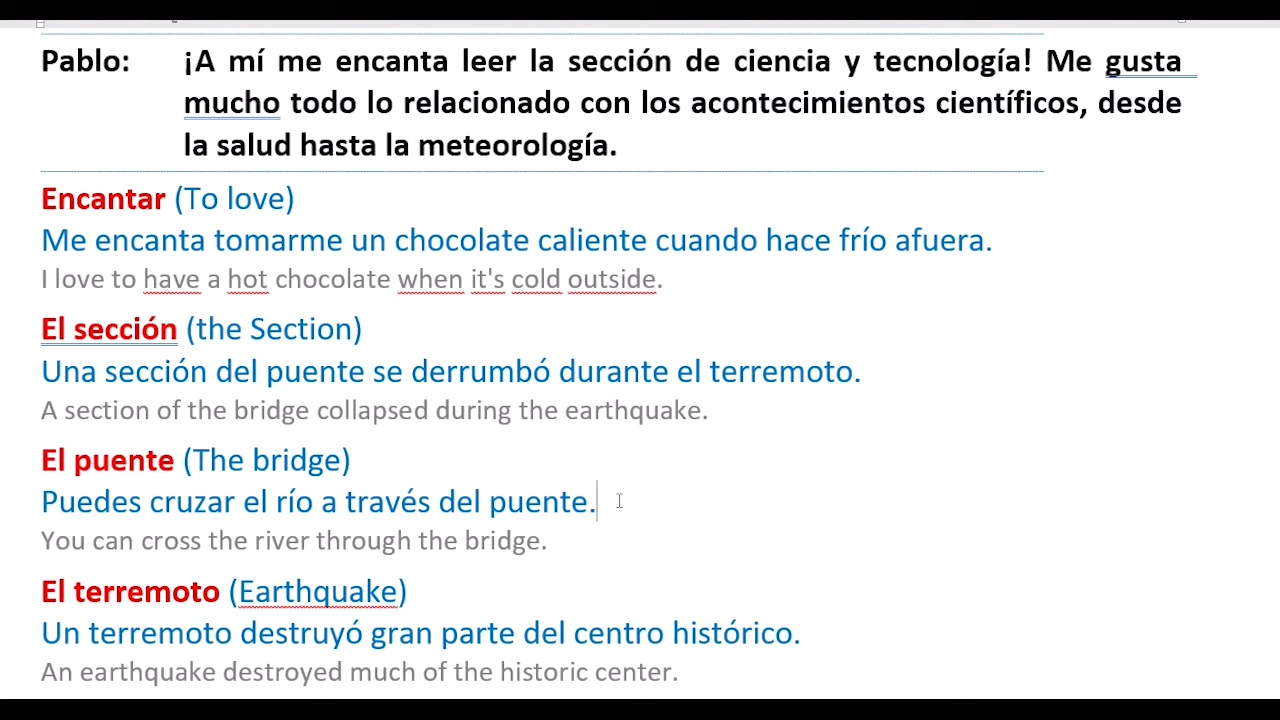 Pablo: ¡A mí me encanta leer la sección de ciencia y tecnología! Me gusta
mucho todo lo relacionado con los acontecimientos científicos, desde
la salud hasta la meteorología.
Encantar (To love)
Me encanta tomarme un chocolate caliente cuando hace frío afuera.
I love to have a hot chocolate when it's cold outside.
El sección (the Section)
Una sección del puente se derrumbó durante el terremoto.
A section of the bridge collapsed during the earthquake.
El puente (The bridge)
Puedes cruzar el río a través del puente.
You can cross the river through the bridge.
El terremoto (Earthquake)
Un terremoto destruyó gran parte del centro histórico.
An earthquake destroyed much of the historic center.